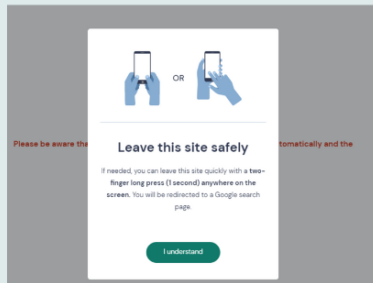 OR
Leave this site safely
Please be aware tha
tomatically and the
If needed, you can leave this site quickly with a two-
finger long press (1 second) anywhere on the
screen. You will be redirected to a Google search
page.
I understand